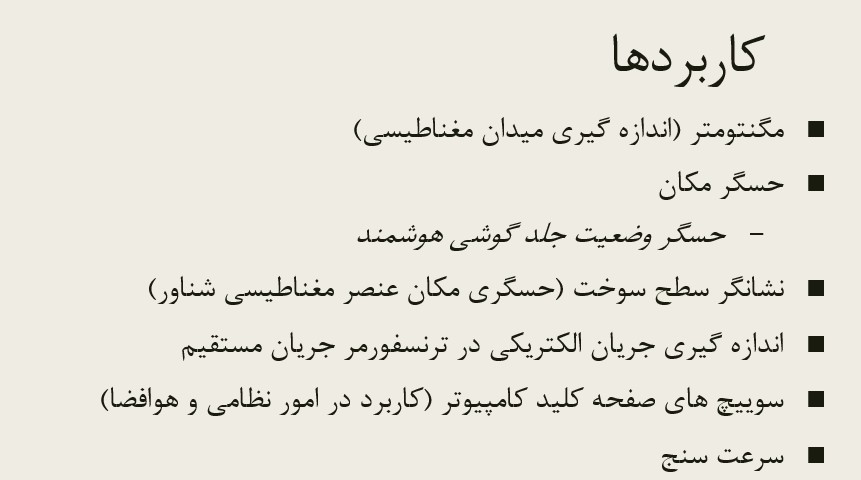 کاربردها
■ مگنتومتر (اندازه گیری میدان مغناطیسی)
■ حسگر مکان
– حسگر وضعیت جلد گوشی هوشمند
■ نشانگر سطح سوخت (حسگری مکان عنصر مغناطیسی شناور)
■ اندازه گیری جریان الکتریکی در ترنسفورمر جریان مستقیم
■ سوییچ های صفحه کلید کامپیوتر (کاربرد در امور نظامی و هوافضا)
■ سرعت سنج